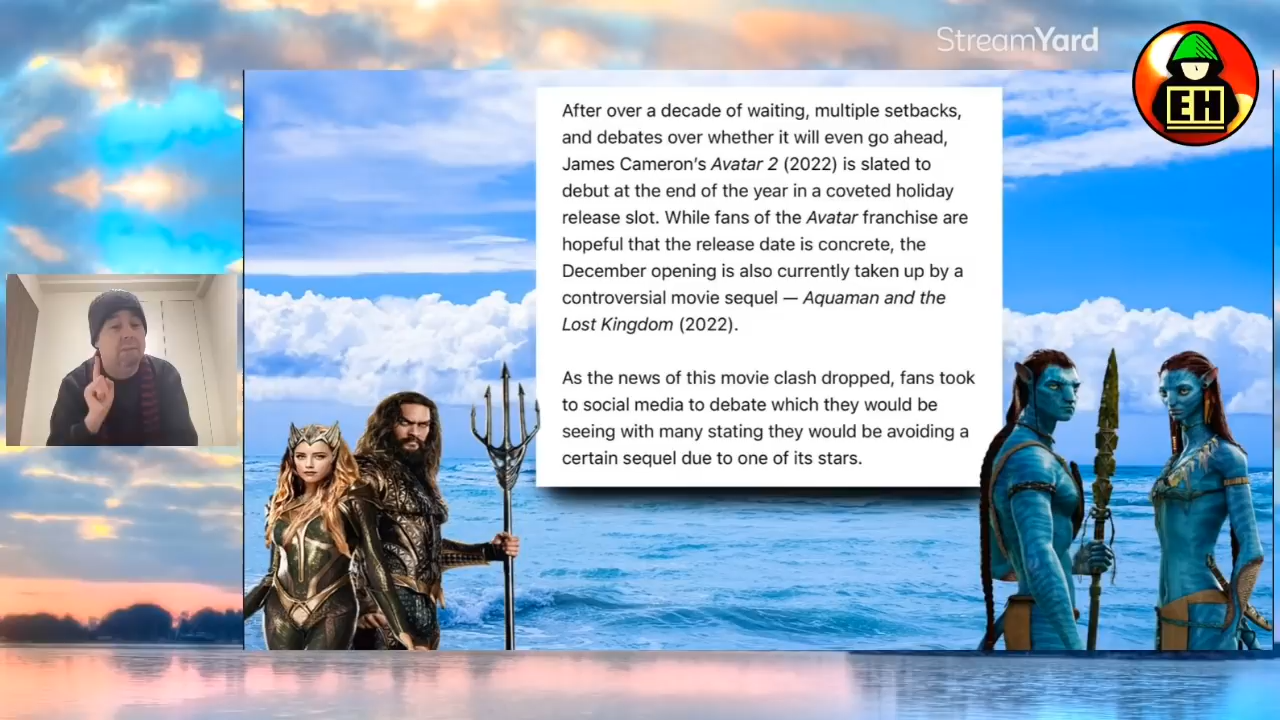 StreamYard
EH
After over a decade of waiting, multiple setbacks,
and debates over whether it will even go ahead,
James Cameron's Avatar 2 (2022) is slated to
debut at the end of the year in a coveted holiday
release slot. While fans of the Avatar franchise are
hopeful that the release date is concrete, the
December opening is also currently taken up by a
controversial movie sequel — Aquaman and the
Lost Kingdom (2022).
As the news of this movie clash dropped, fans took
to social media to debate which they would be
seeing with many stating they would be avoiding a
certain sequel due to one of its stars.